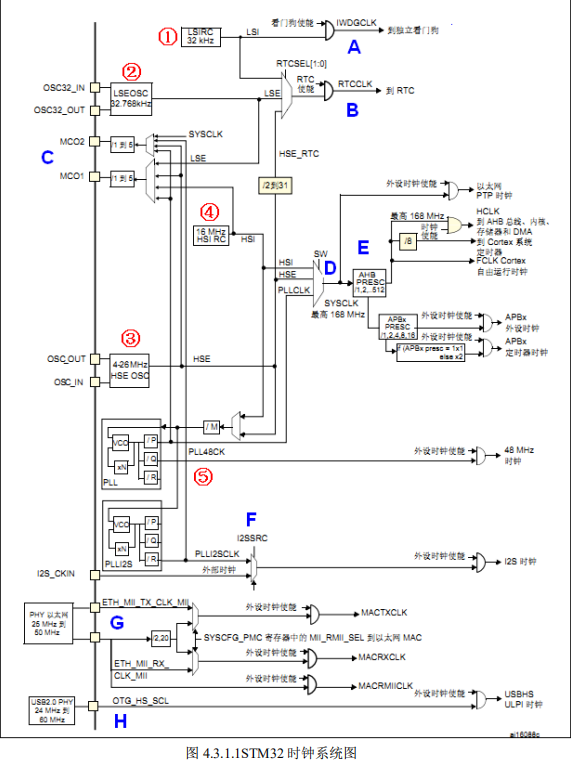 看门狗使能
IWDGCLK
到独立看门狗
①
LSIRC
32 kHz
LSI
A
RTCSEL[1:0]
②
OSC32_IN
OSC32_OUT
LSEOSC
32.768kHz
LSE
RTC
使能
RTCCLK
到 RTC
B
MCO2
/1 到 5
SYSCLK
C
LSE
MCO1
/1 到 5
HSE_RTC
/2到31
外设时钟使能
以太网
PTP 时钟
④
16 MHz
HSI RC
HSI
最高 168 MHz
时钟
使能
HCLK
到 AHB 总线、内核、
存储器和 DMA
/8
到 Cortex 系统
定时器
FCLK Cortex
自由运行时钟
SW
HSI
HSE
PLLCLK
D
E
SYSCLK
最高 168 MHz
AHB
PRESC
/1,2,..512
APBx
PRESC
/1,2,4,8,16
外设时钟使能
APBx
外设时钟
外设时钟使能
if (APBx presc = 1x1
else x2
APBx
定时器时钟
③
OSC_OUT
OSC_IN
4-26MHz
HSE OSC
HSE
/ M
VCO
xN
/ P
/ Q
/ R
PLL
PLL48CK
⑤
外设时钟使能
48 MHz
时钟
VCO
xN
/ P
/ Q
/ R
PLLI2S
F
I2SSRC
PLLI2SCLK
外部时钟
I2S_CKIN
外设时钟使能
I2S 时钟
PHY 以太网
25 MHz 到
50 MHz
ETH_MII_TX_CLK_MII
外设时钟使能
MACTXCLK
G
/2,20
SYSCFG_PMC 寄存器中的 MII_RMII_SEL 到以太网 MAC
外设时钟使能
MACRXCLK
ETH_MII_RX_
CLK_MII
外设时钟使能
MACRMIICLK
USB2.0 PHY
24 MHz 到
60 MHz
OTG_HS_SCL
H
外设时钟使能
USBHS
ULPI 时钟
ai16088c
图 4.3.1.1STM32 时钟系统图